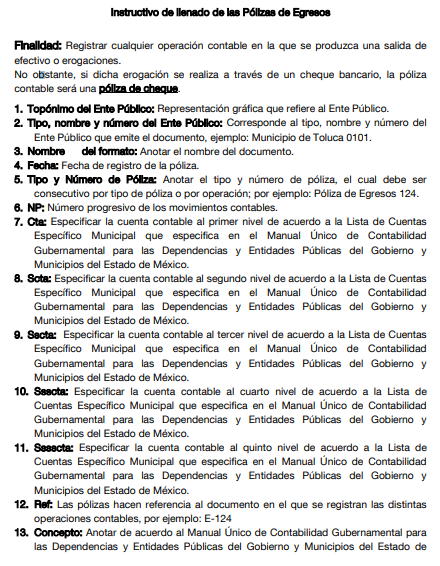 Instructivo de llenado de las Pólizas de Egresos
Finalidad: Registrar cualquier operación contable en la que se produzca una salida de
efectivo o erogaciones.
No obstante, si dicha erogación se realiza a través de un cheque bancario, la póliza
contable será una póliza de cheque.
1. Topónimo del Ente Público: Representación gráfica que refiere al Ente Público.
2. Tipo, nombre y número del Ente Público: Corresponde al tipo, nombre y número del
Ente Público que emite el documento, ejemplo: Municipio de Toluca 0101.
3. Nombre del formato: Anotar el nombre del documento.
4. Fecha: Fecha de registro de la póliza.
5. Tipo y Número de Póliza: Anotar el tipo y número de póliza, el cual debe ser
consecutivo por tipo de póliza o por operación; por ejemplo: Póliza de Egresos 124.
6. NP: Número progresivo de los movimientos contables.
7. Cta: Especificar la cuenta contable al primer nivel de acuerdo a la Lista de Cuentas
Específico Municipal que especifica en el Manual Único de Contabilidad
Gubernamental para las Dependencias y Entidades Públicas del Gobierno y
Municipios del Estado de México.
8. Scta: Especificar la cuenta contable al segundo nivel de acuerdo a la Lista de Cuentas
Específico Municipal que especifica en el Manual Único de Contabilidad
Gubernamental para las Dependencias y Entidades Públicas del Gobierno y
Municipios del Estado de México.
9. Sscta: Especificar la cuenta contable al tercer nivel de acuerdo a la Lista de Cuentas
Específico Municipal que especifica en el Manual Único de Contabilidad
Gubernamental para las Dependencias y Entidades Públicas del Gobierno y
Municipios del Estado de México.
10. Ssscta: Especificar la cuenta contable al cuarto nivel de acuerdo a la Lista de
Cuentas Específico Municipal que especifica en el Manual Único de Contabilidad
Gubernamental para las Dependencias y Entidades Públicas del Gobierno y
Municipios del Estado de México.
11. Sssscta: Especificar la cuenta contable al quinto nivel de acuerdo a la Lista de
Cuentas Específico Municipal que especifica en el Manual Único de Contabilidad
Gubernamental para las Dependencias y Entidades Públicas del Gobierno y
Municipios del Estado de México.
12. Ref: Las pólizas hacen referencia al documento en el que se registran las distintas
operaciones contables, por ejemplo: E-124
13. Concepto: Anotar de acuerdo al Manual Único de Contabilidad Gubernamental para
las Dependencias y Entidades Públicas del Gobierno y Municipios del Estado de